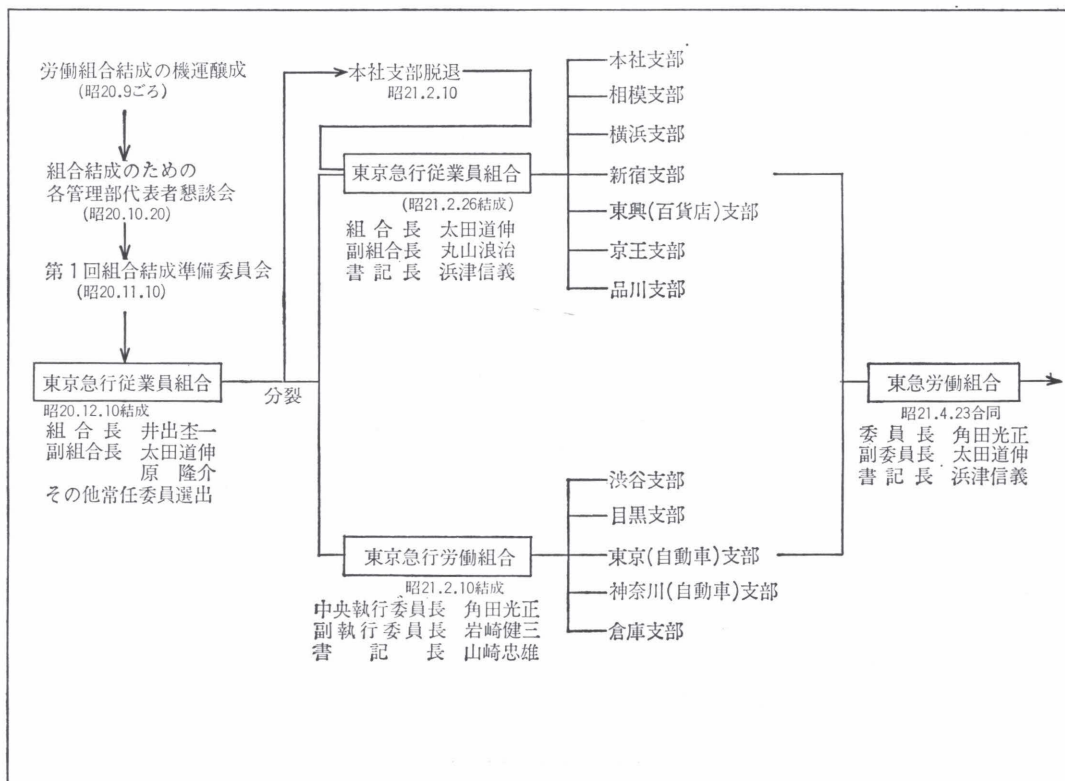 労働組合結成の機運醸成
(昭20.9ごろ)
組合結成のための
各管理部代表者懇談会
(昭20.10.20)
第1回組合結成準備委員会
(昭20.11.10)
東京急行従業員組合
昭20.12.10結成
組合長 井出杢一
副組合長 太田道伸
原隆介
その他常任委員選出
分裂
本社支部脱退
昭21.2.10
東京急行従業員組合
(昭21.2.26結成)
組合長 太田道伸
副組合長 丸山浪治
書記長 浜津信義
本社支部
相模支部
横浜支部
新宿支部
東興(百貨店)支部
京王支部
品川支部
東京急行労働組合
昭21.2.10結成
中央執行委員長 角田光正
副執行委員長 岩崎健三
書記長 山崎忠雄
渋谷支部
目黒支部
東京(自動車)支部
神奈川(自動車)支部
倉庫支部
東急労働組合
昭21.4.23合同
委員長 角田光正
副委員長 太田道伸
書記長 浜津信義